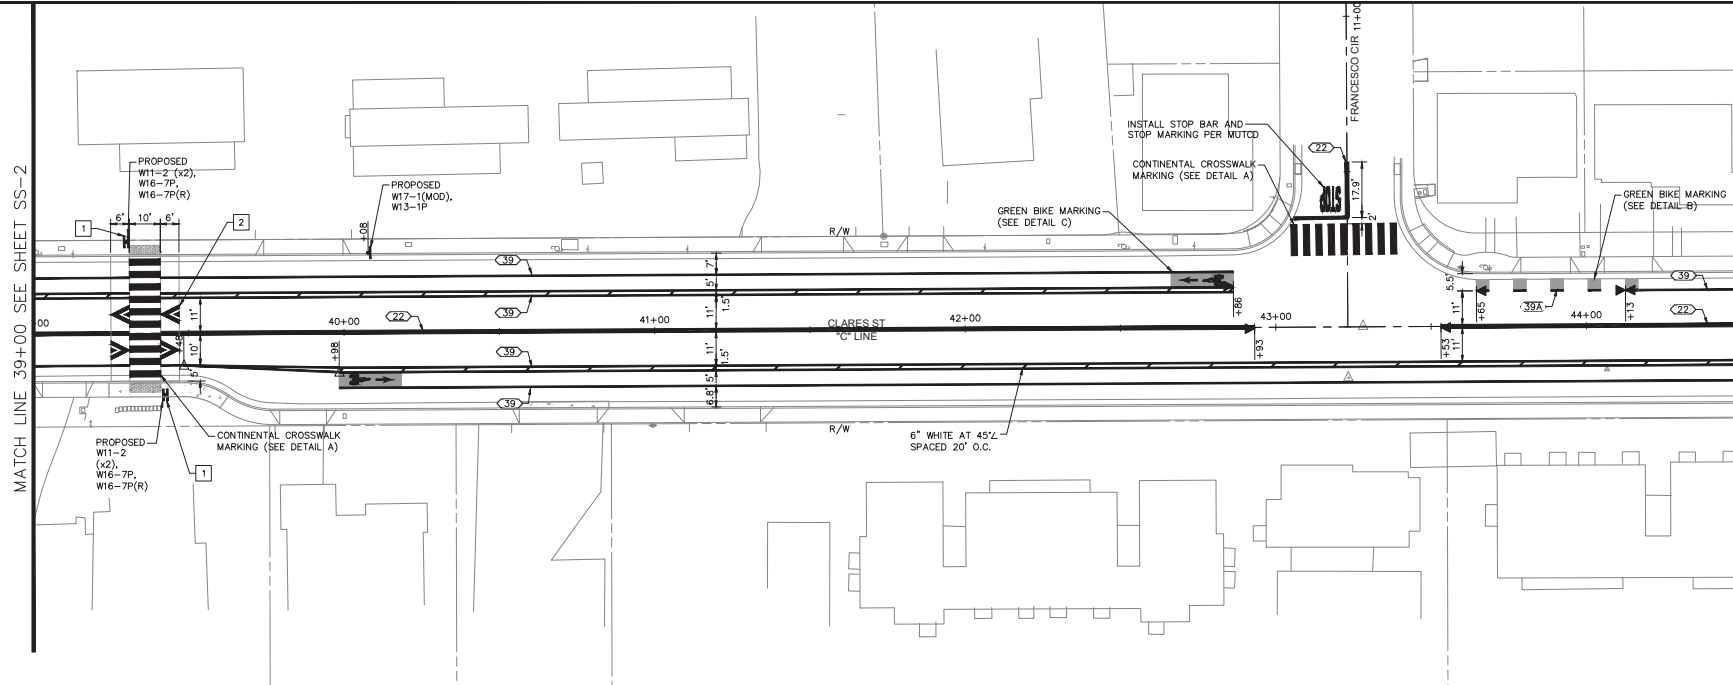 MATCH LINE 39+00 SEE SHEET SS-2
PROPOSED
W11-2 (x2),
W16-7P,
W16-7P(R)
1
6'
10'
6'
2
+08
PROPOSED
W17-1(MOD),
W13-1P
R/W
GREEN BIKE MARKING
(SEE DETAIL C)
INSTALL STOP BAR AND
STOP MARKING PER MUTCD
CONTINENTAL CROSSWALK
MARKING (SEE DETAIL A)
FRANCESCO CIR
11+00
22
STOP
17.9'
2'
GREEN BIKE MARKING
(SEE DETAIL B)
39
7'
5'
1.5'
11'
39
+86
5.5'
11'
+65
39A
+13
39
22
00
11'
10'
5'
40+00
22
41+00
CLARES ST
"C" LINE
42+00
+93
43+00
+53
11'
44+00
+98
39
11'
1.5'
5'
6.8'
39
R/W
6" WHITE AT 45°∠
SPACED 20' O.C.
CONTINENTAL CROSSWALK
MARKING (SEE DETAIL A)
PROPOSED
W11-2
(x2),
W16-7P,
W16-7P(R)
1